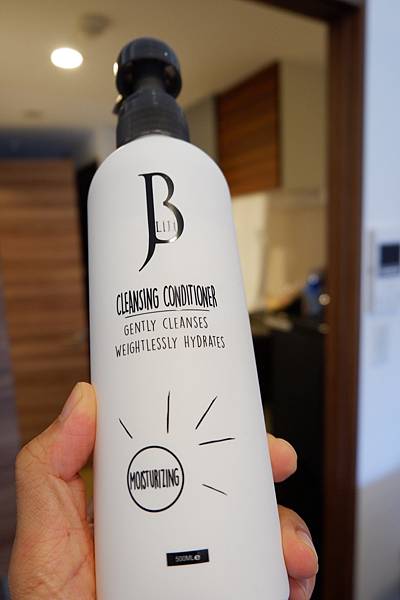 JB
LIFE
CLEANSING CONDITIONER
GENTLY CLEANSES
WEIGHTLESSLY HYDRATES
MOISTURIZING
500ML℮